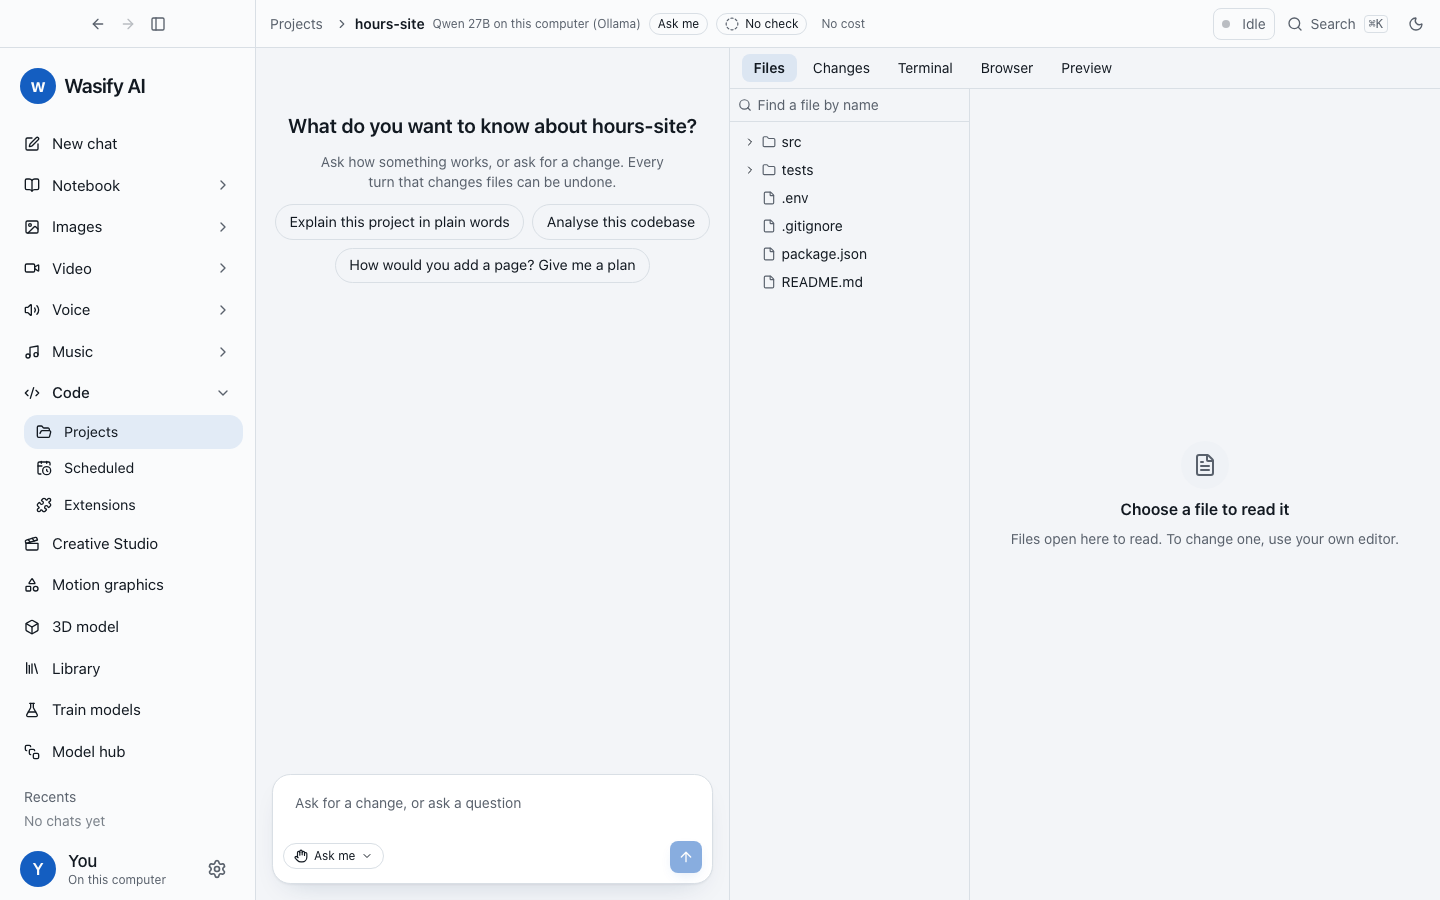 Projects > hours-site Qwen 27B on this computer (Ollama) Ask me No check No cost
Idle Search ⌘K
W Wasify AI
New chat
Notebook
Images
Video
Voice
Music
Code
Projects
Scheduled
Extensions
Creative Studio
Motion graphics
3D model
Library
Train models
Model hub
Recents
No chats yet
Y You
On this computer
What do you want to know about hours-site?
Ask how something works, or ask for a change. Every
turn that changes files can be undone.
Explain this project in plain words
Analyse this codebase
How would you add a page? Give me a plan
Ask for a change, or ask a question
Ask me
Files Changes Terminal Browser Preview
Find a file by name
src
tests
.env
.gitignore
package.json
README.md
Choose a file to read it
Files open here to read. To change one, use your own editor.